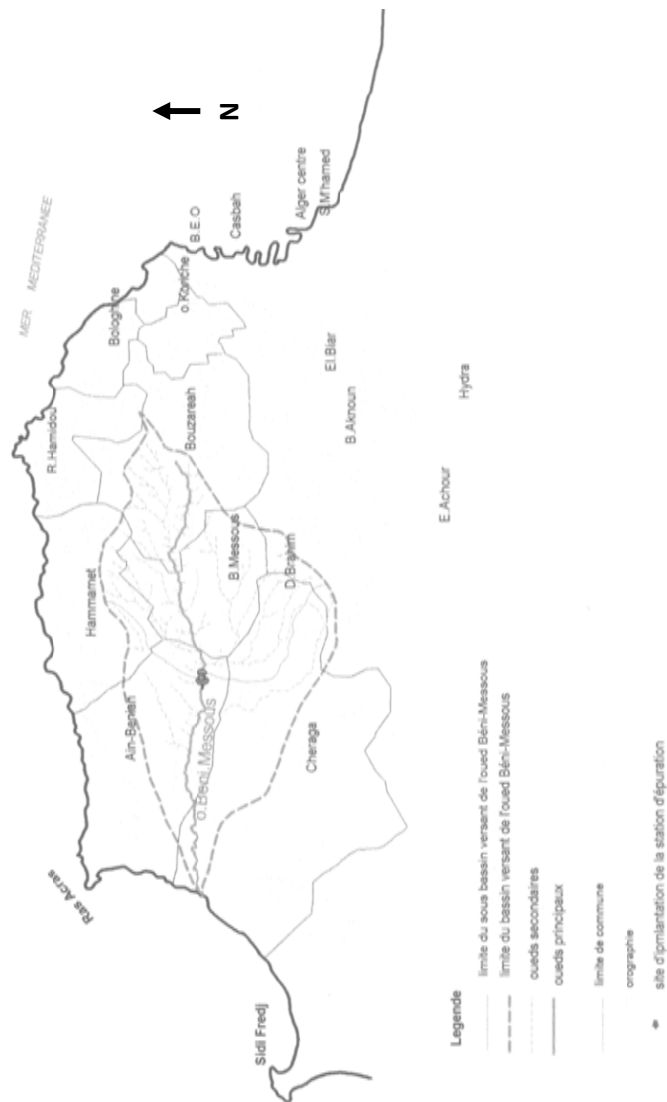 MER MEDITERRANEE
N
R.Hamidou
Bologhine
B.E.O
Hammamet
o.Koriche
Casbah
Bouzareah
Ain-Benian
Alger centre
S.M'hamed
Ras Acras
o.Beni Messous
B.Messous
El.Biar
D.Brahim
B.Aknoun
Cheraga
Hydra
E.Achour
Sidi Fredj
Legende
limite du sous bassin versant de l'oued Béni-Messous
limite du bassin versant de l'oued Béni-Messous
oueds secondaires
oueds principaux
limite de commune
orographie
site d'ipmlantation de la station d'épuration